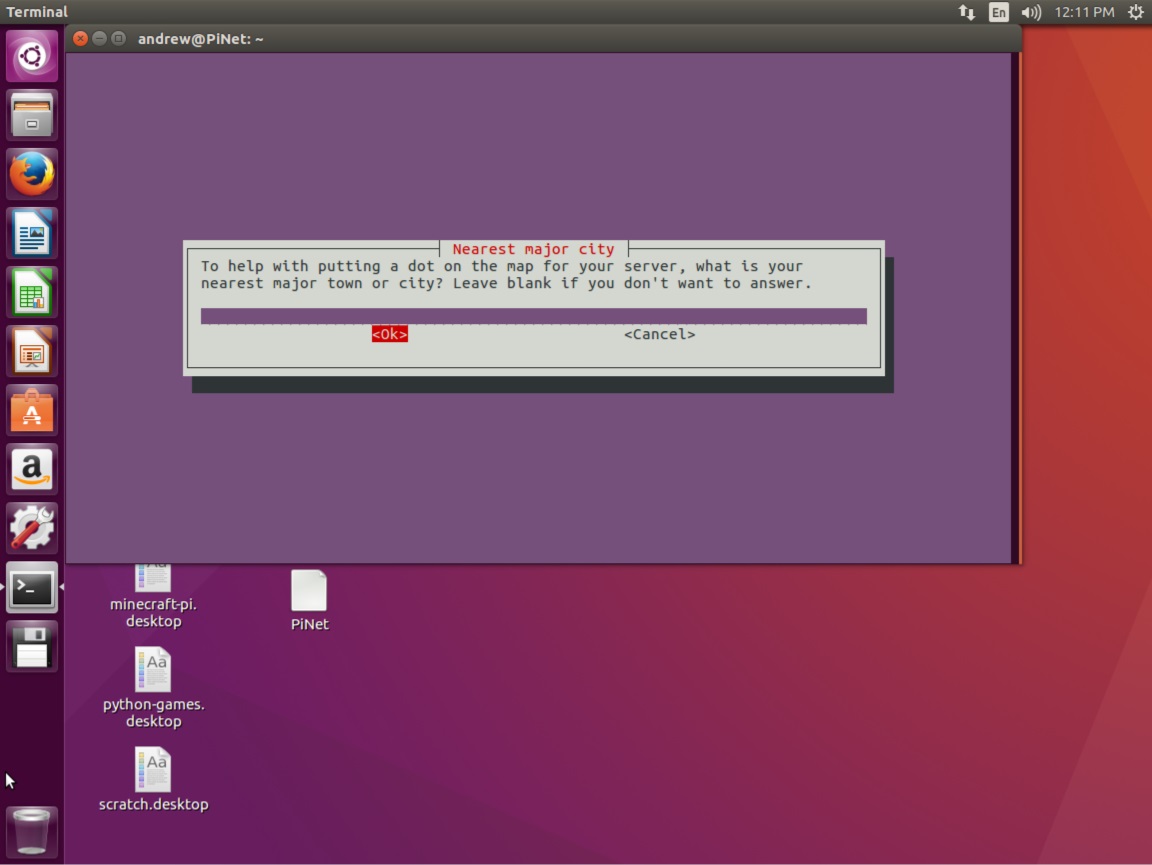 Terminal
En
12:11 PM
andrew@PiNet: ~
Nearest major city
To help with putting a dot on the map for your server, what is your
nearest major town or city? Leave blank if you don't want to answer.
<Ok> <Cancel>
minecraft-pi.
desktop
PiNet
Aa
python-games.
desktop
Aa
scratch.desktop